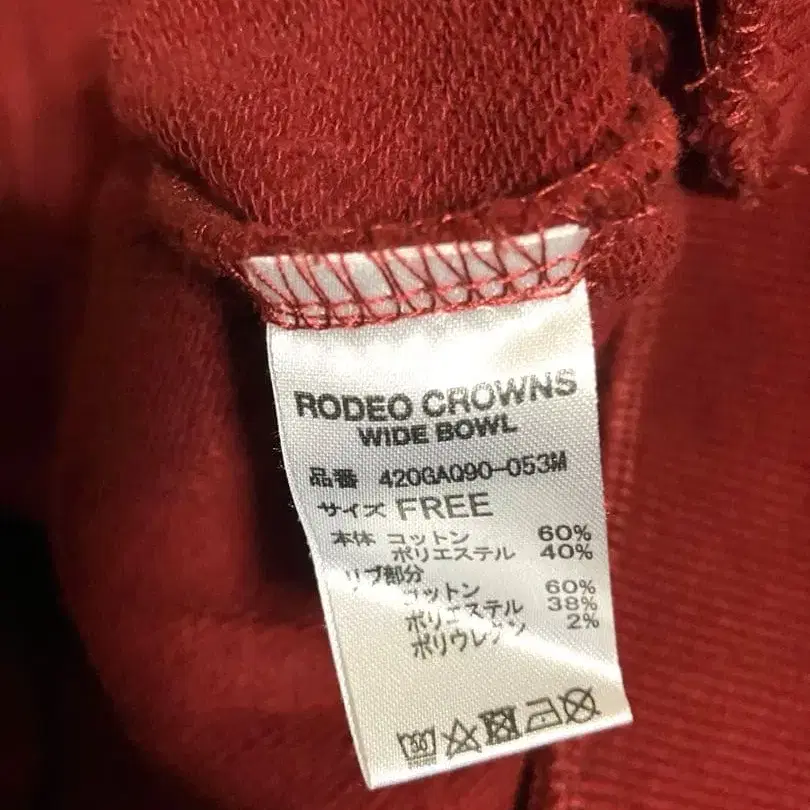 RODEO CROWNS
WIDE BOWL
品番 420GAQ90-053M
サイズ FREE
本体 コットン 60%
ポリエステル 40%
リブ部分
コットン 60%
ポリエステル 38%
ポリウレタン 2%